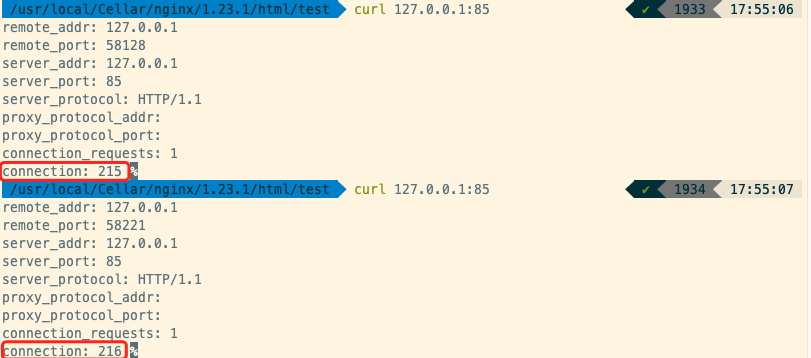 /usr/local/Cellar/nginx/1.23.1/html/test curl 127.0.0.1:85 ✔ 1933 17:55:06
remote_addr: 127.0.0.1
remote_port: 58128
server_addr: 127.0.0.1
server_port: 85
server_protocol: HTTP/1.1
proxy_protocol_addr:
proxy_protocol_port:
connection_requests: 1
connection: 215%
/usr/local/Cellar/nginx/1.23.1/html/test curl 127.0.0.1:85 ✔ 1934 17:55:07
remote_addr: 127.0.0.1
remote_port: 58221
server_addr: 127.0.0.1
server_port: 85
server_protocol: HTTP/1.1
proxy_protocol_addr:
proxy_protocol_port:
connection_requests: 1
connection: 216%